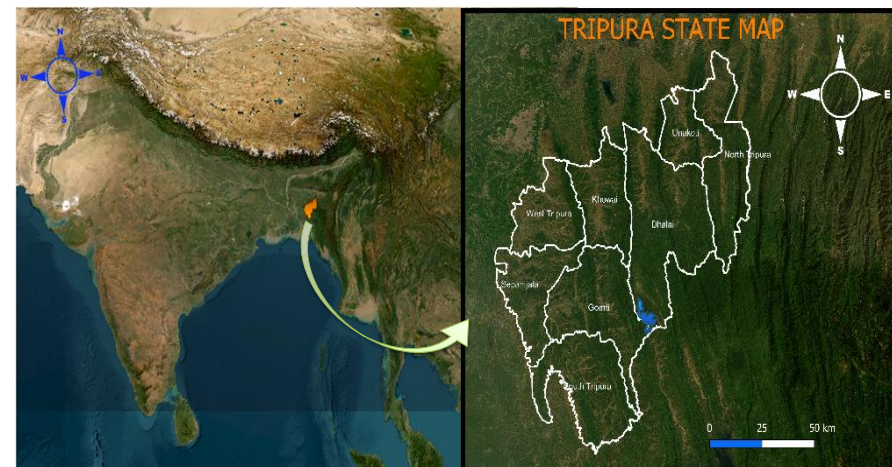 TRIPURA STATE MAP
N
W
E
S
N
W
S
Unakoti
North Tripura
Khowai
West Tripura
Dhalai
Sepahijala
Gomti
South Tripura
0 25 50 km